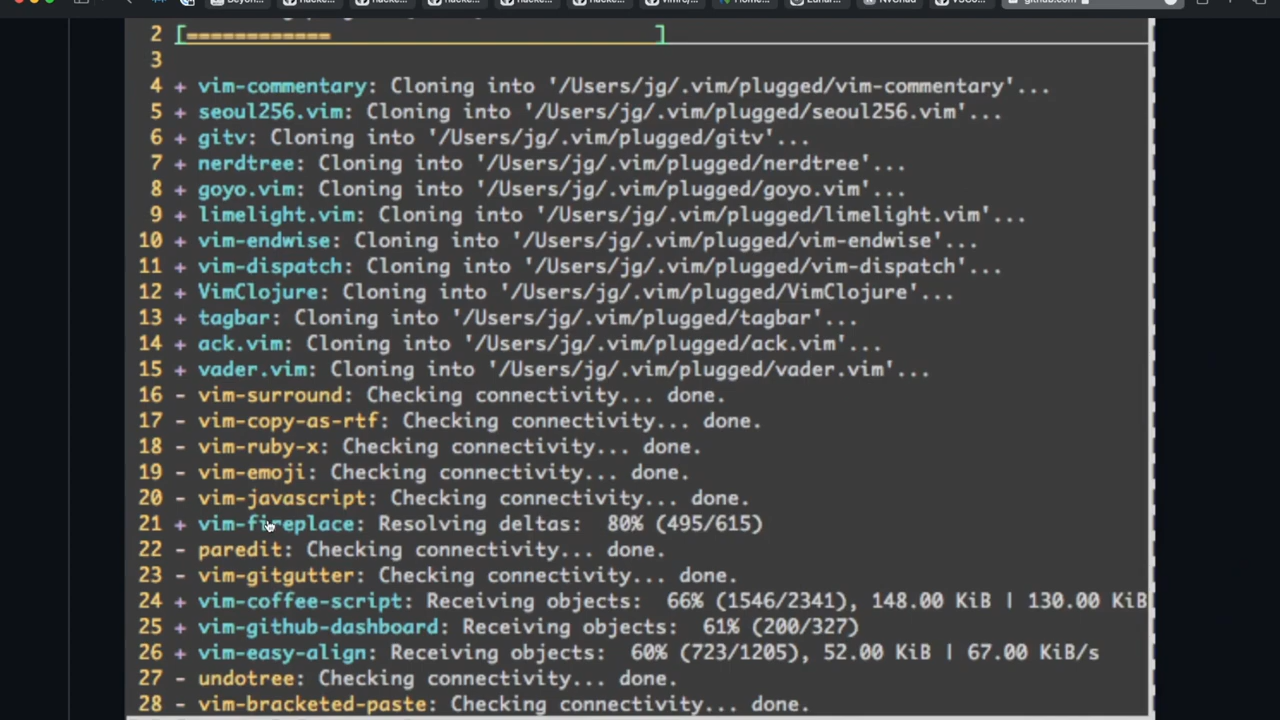 2 [============                           ]
3
4 + vim-commentary: Cloning into '/Users/jg/.vim/plugged/vim-commentary'...
5 + seoul256.vim: Cloning into '/Users/jg/.vim/plugged/seoul256.vim'...
6 + gitv: Cloning into '/Users/jg/.vim/plugged/gitv'...
7 + nerdtree: Cloning into '/Users/jg/.vim/plugged/nerdtree'...
8 + goyo.vim: Cloning into '/Users/jg/.vim/plugged/goyo.vim'...
9 + limelight.vim: Cloning into '/Users/jg/.vim/plugged/limelight.vim'...
10 + vim-endwise: Cloning into '/Users/jg/.vim/plugged/vim-endwise'...
11 + vim-dispatch: Cloning into '/Users/jg/.vim/plugged/vim-dispatch'...
12 + VimClojure: Cloning into '/Users/jg/.vim/plugged/VimClojure'...
13 + tagbar: Cloning into '/Users/jg/.vim/plugged/tagbar'...
14 + ack.vim: Cloning into '/Users/jg/.vim/plugged/ack.vim'...
15 + vader.vim: Cloning into '/Users/jg/.vim/plugged/vader.vim'...
16 - vim-surround: Checking connectivity... done.
17 - vim-copy-as-rtf: Checking connectivity... done.
18 - vim-ruby-x: Checking connectivity... done.
19 - vim-emoji: Checking connectivity... done.
20 - vim-javascript: Checking connectivity... done.
21 + vim-fireplace: Resolving deltas: 80% (495/615)
22 - paredit: Checking connectivity... done.
23 - vim-gitgutter: Checking connectivity... done.
24 + vim-coffee-script: Receiving objects: 66% (1546/2341), 148.00 KiB | 130.00 KiB
25 + vim-github-dashboard: Receiving objects: 61% (200/327)
26 + vim-easy-align: Receiving objects: 60% (723/1205), 52.00 KiB | 67.00 KiB/s
27 - undotree: Checking connectivity... done.
28 - vim-bracketed-paste: Checking connectivity... done.